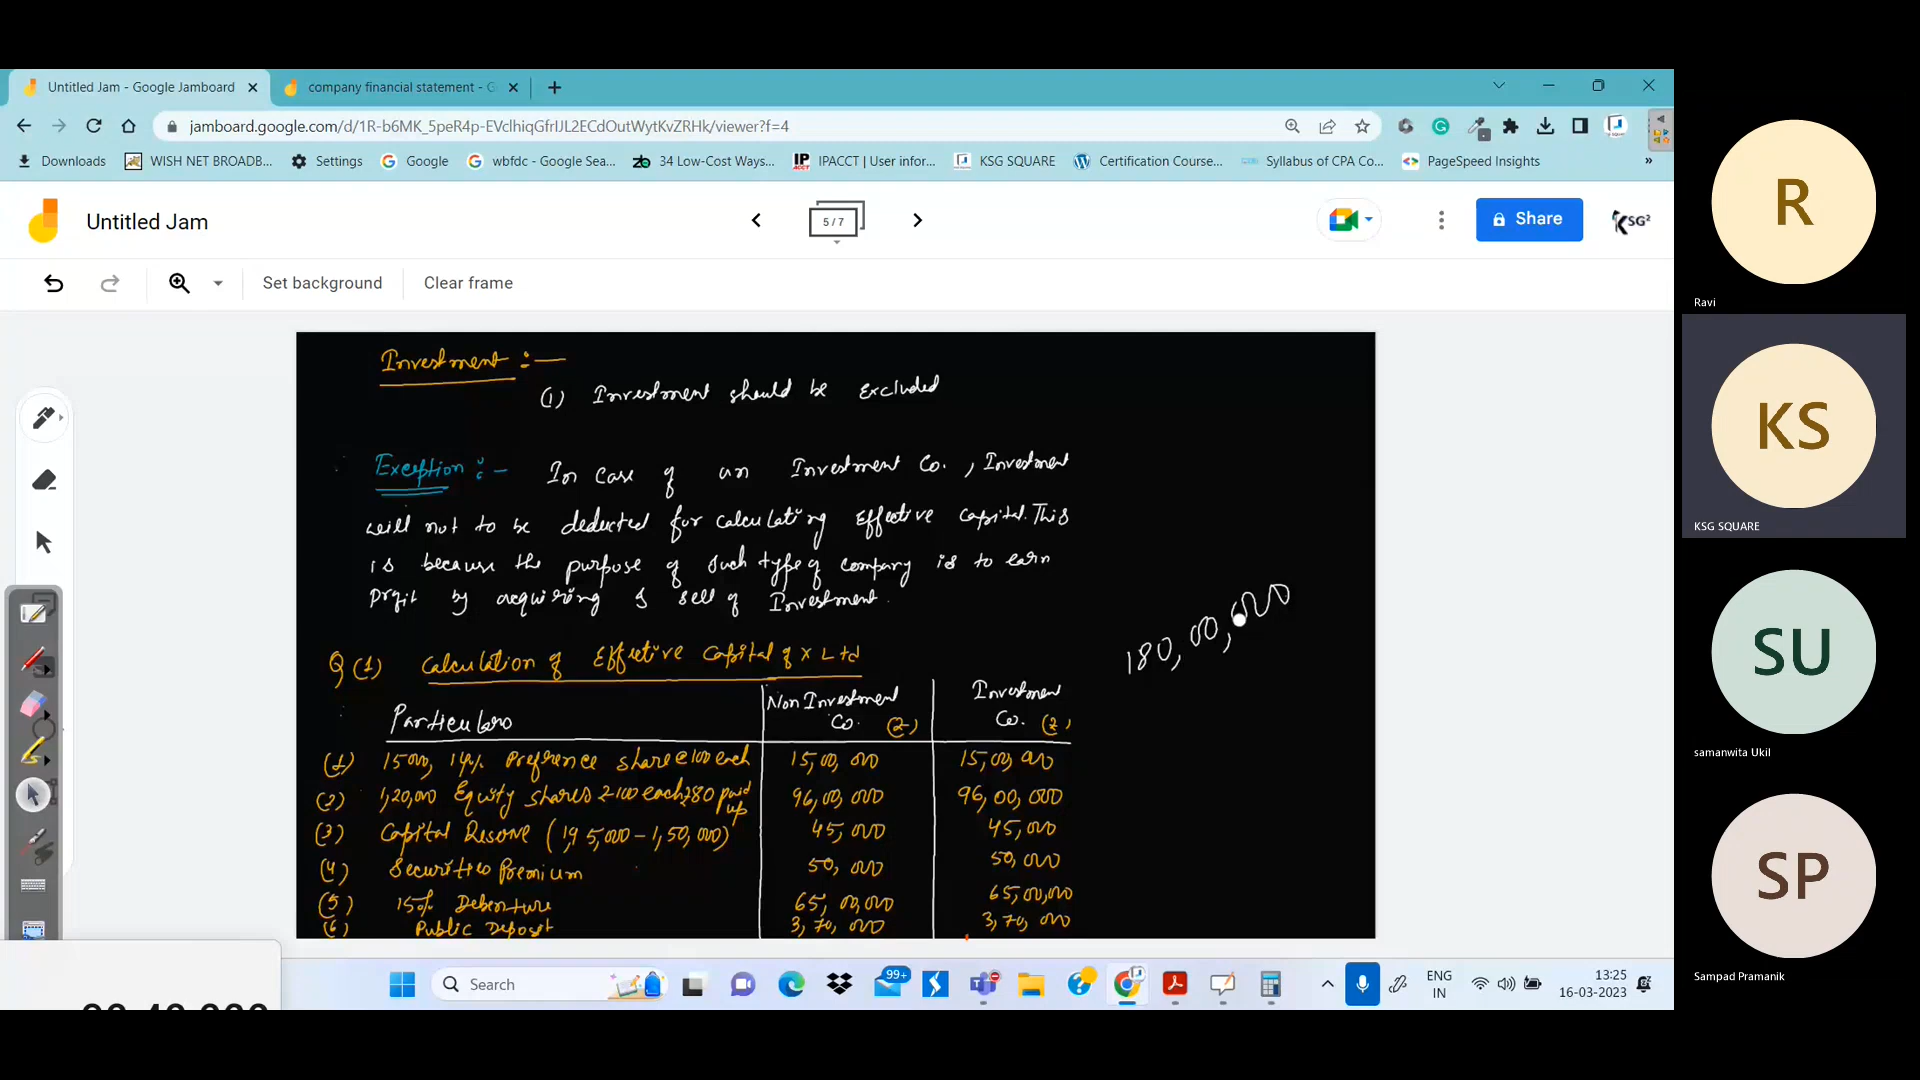 Untitled Jam - Google Jamboard
company financial statement - G
jamboard.google.com/d/1R-b6MK_5peR4p-EVclhiqGfrIJL2ECdOutWytKvZRHk/viewer?f=4
Downloads WISH NET BROADB... Settings Google wbfdc - Google Sea... 34 Low-Cost Ways... IPACCT | User infor... KSG SQUARE Certification Course... Syllabus of CPA Co... PageSpeed Insights »
Untitled Jam
5 / 7
Share
KSG²
Set background Clear frame
Investment :—
(1) Investment should be excluded
Exception :- In case of an Investment Co., Investment
will not to be deducted for calculating Effective capital. This
is because the purpose of such type of company is to earn
profit by acquiring & sell of Investment.
180,00,000
Q (1) Calculation of Effective Capital of X Ltd
Particulars Non Investment Co. (₹) Investment Co. (₹)
(1) 15000, 14% Preference share @ 100 each 15,00,000 15,00,000
(2) 1,20,000 Equity shares ₹100 each, ₹80 paid up 96,00,000 96,00,000
(3) Capital Reserve (1,95,000 - 1,50,000) 45,000 45,000
(4) Securities Premium 50,000 50,000
(5) 15% Debenture 65,00,000 65,00,000
(6) Public Deposit 3,70,000 3,70,000
R
Ravi
KS
KSG SQUARE
SU
samanwita Ukil
SP
Sampad Pramanik
Search
99+
ENG
IN
13:25
16-03-2023